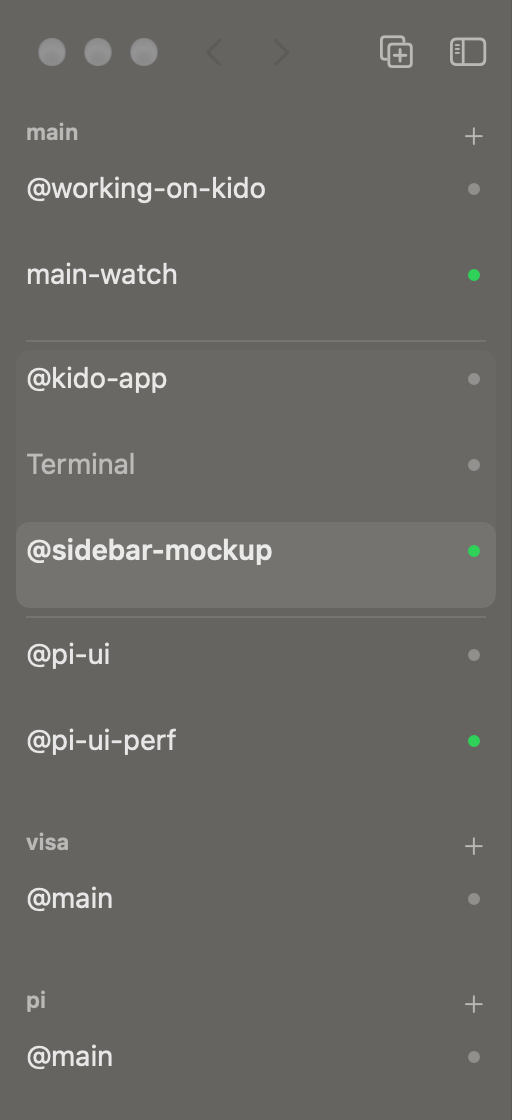 main
@working-on-kido
main-watch
@kido-app
Terminal
@sidebar-mockup
@pi-ui
@pi-ui-perf
visa
@main
pi
@main